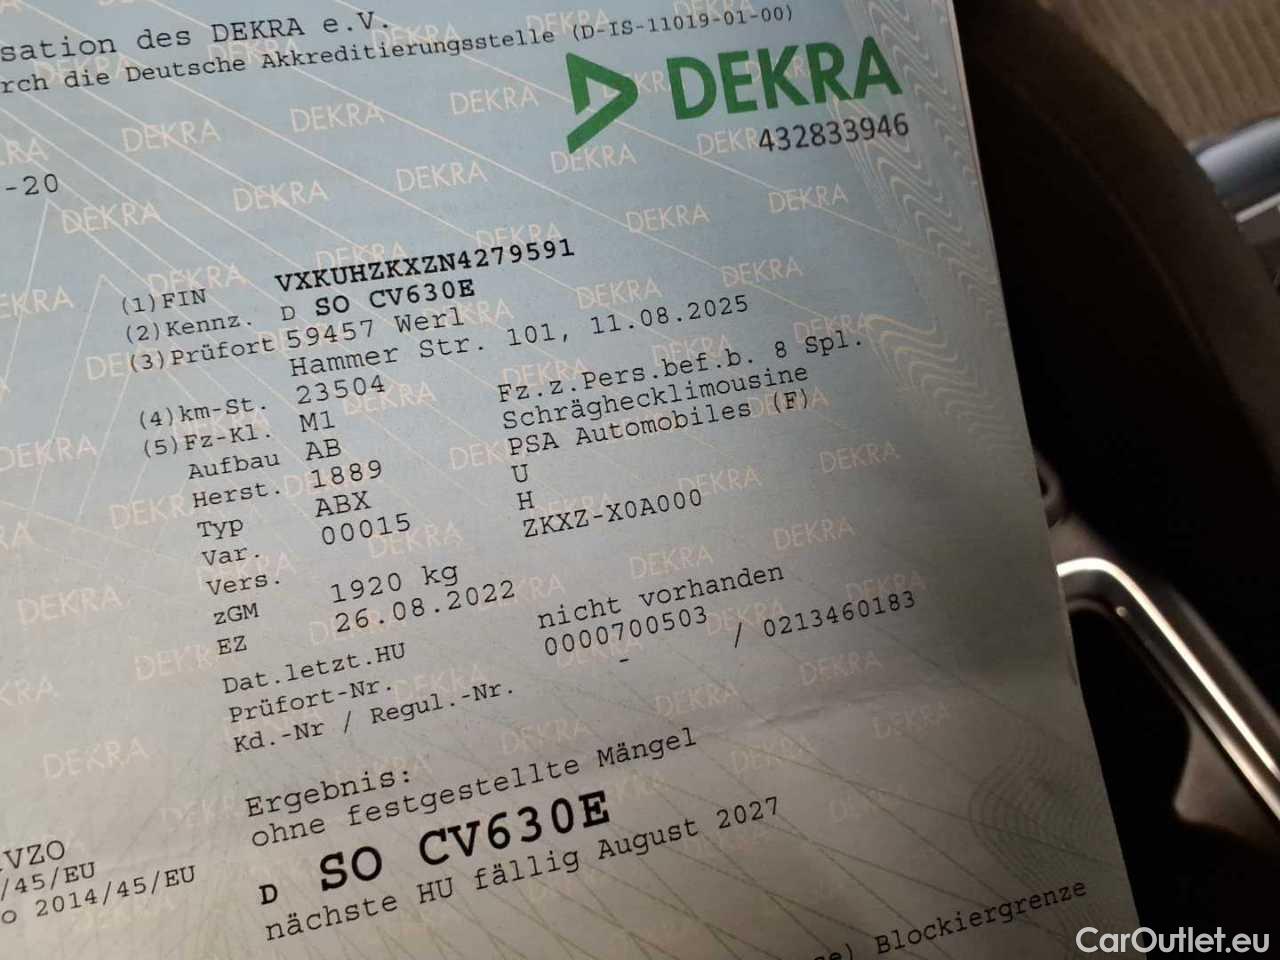 sation des DEKRA e.V.
rch die Deutsche Akkreditierungsstelle (D-IS-11019-01-00)
DEKRA
432833946
-20
(1)FIN VXKUHZKXZN4279591
(2)Kennz. D SO CV630E
(3)Prüfort 59457 Werl
Hammer Str. 101, 11.08.2025
(4)km-St. 23504
(5)Fz-Kl. M1 Fz.z.Pers.bef.b. 8 Spl.
Aufbau AB Schräghecklimousine
Herst. 1889 PSA Automobiles (F)
Typ ABX U
Var. 00015 H
Vers. ZKXZ-X0A000
zGM 1920 kg
EZ 26.08.2022
Dat.letzt.HU nicht vorhanden
Prüfort-Nr. 0000700503
Kd.-Nr / Regul.-Nr. - / 0213460183
Ergebnis:
ohne festgestellte Mängel
D SO CV630E
nächste HU fällig August 2027
VZO
/45/EU
o 2014/45/EU
e) Blockiergrenze
CarOutlet.eu